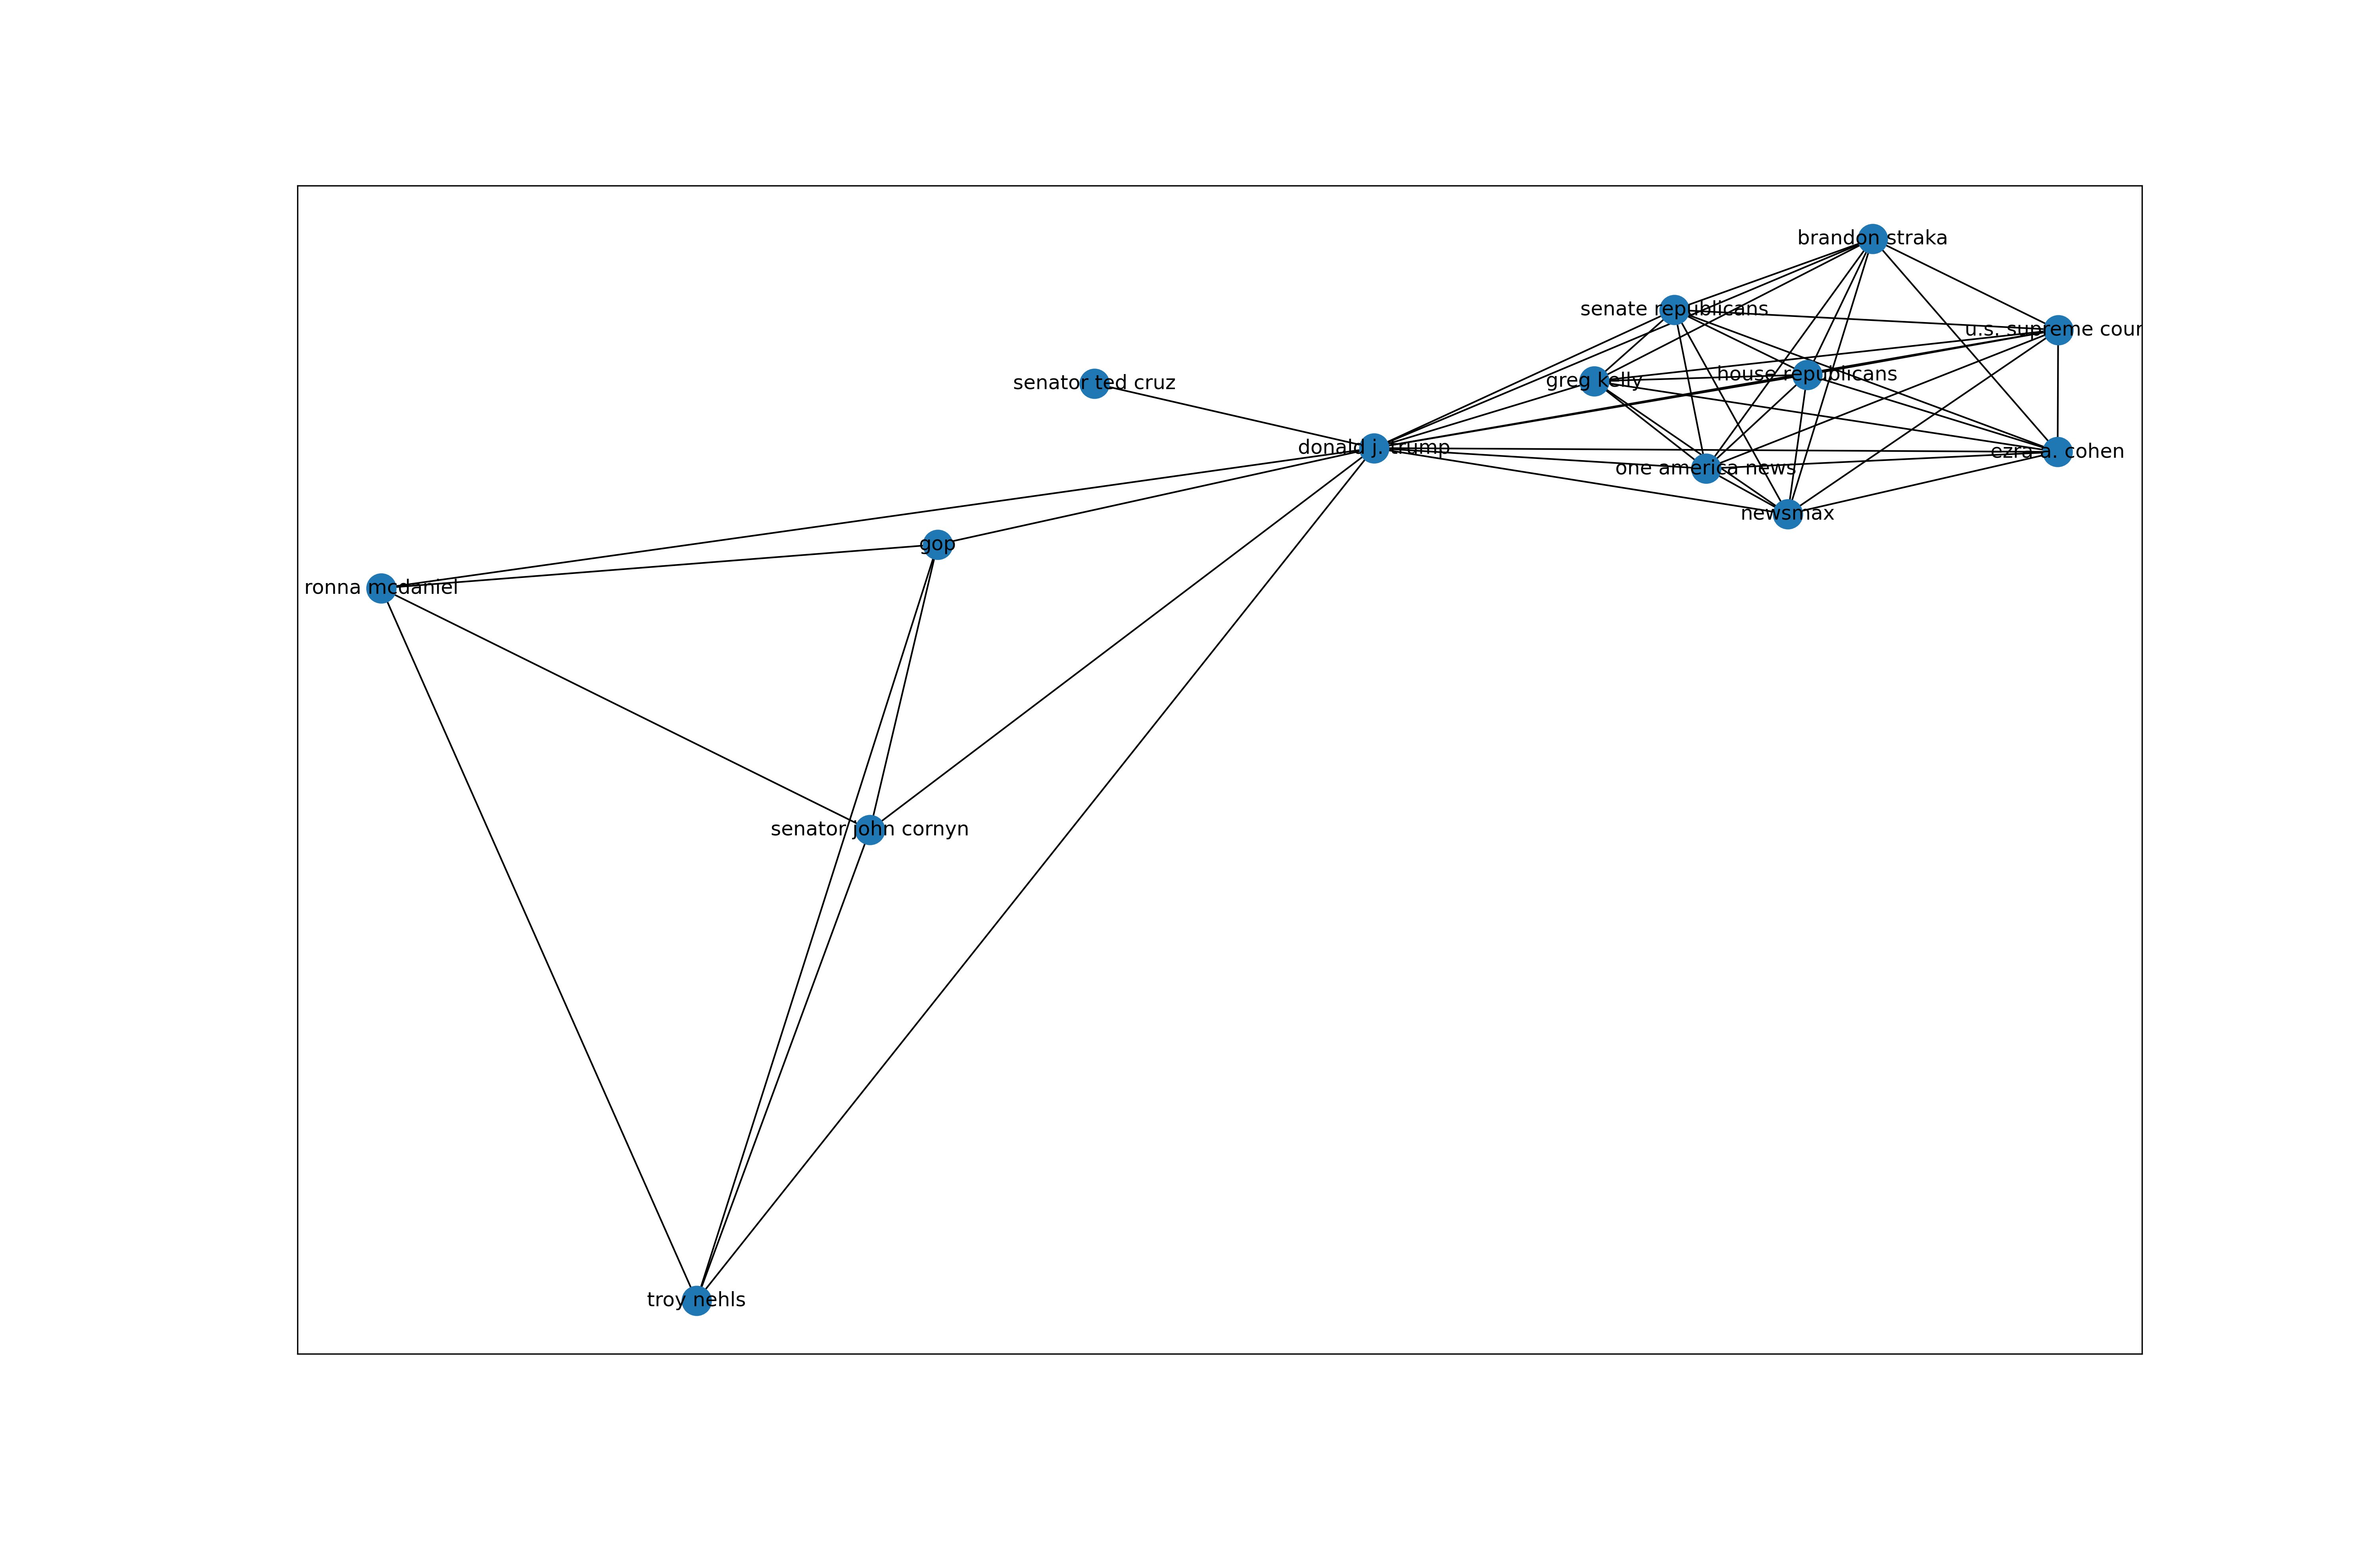 brandon straka
senate republicans
u.s. supreme cour
house republicans
greg kelly
senator ted cruz
donald j. trump
ezra a. cohen
one america news
newsmax
gop
ronna mcdaniel
senator john cornyn
troy nehls